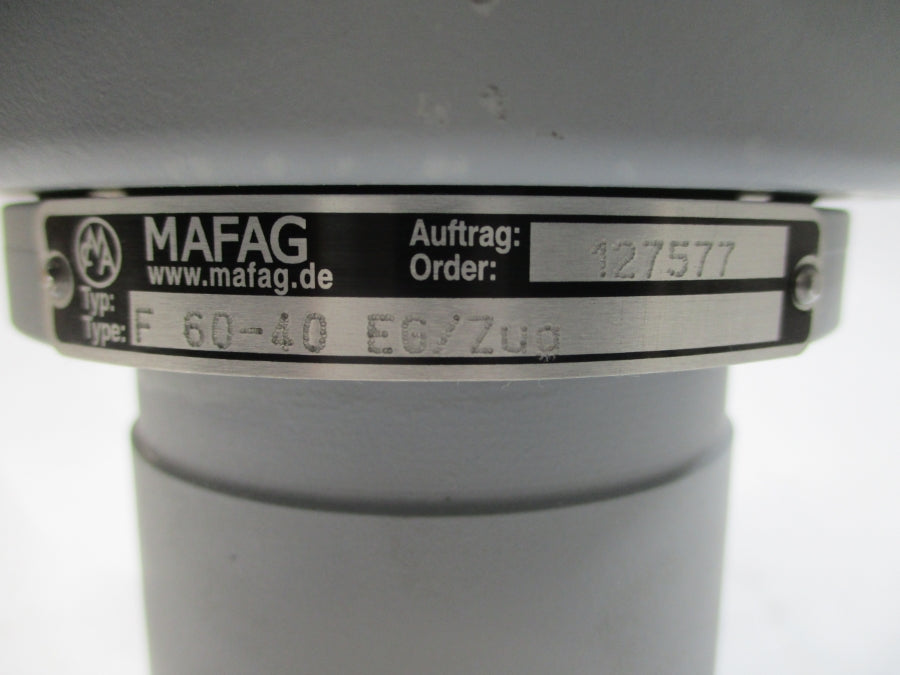 MAFAG
www.mafag.de
Auftrag:
Order: 127577
Typ:
Type: F 60-40 EG/Zug